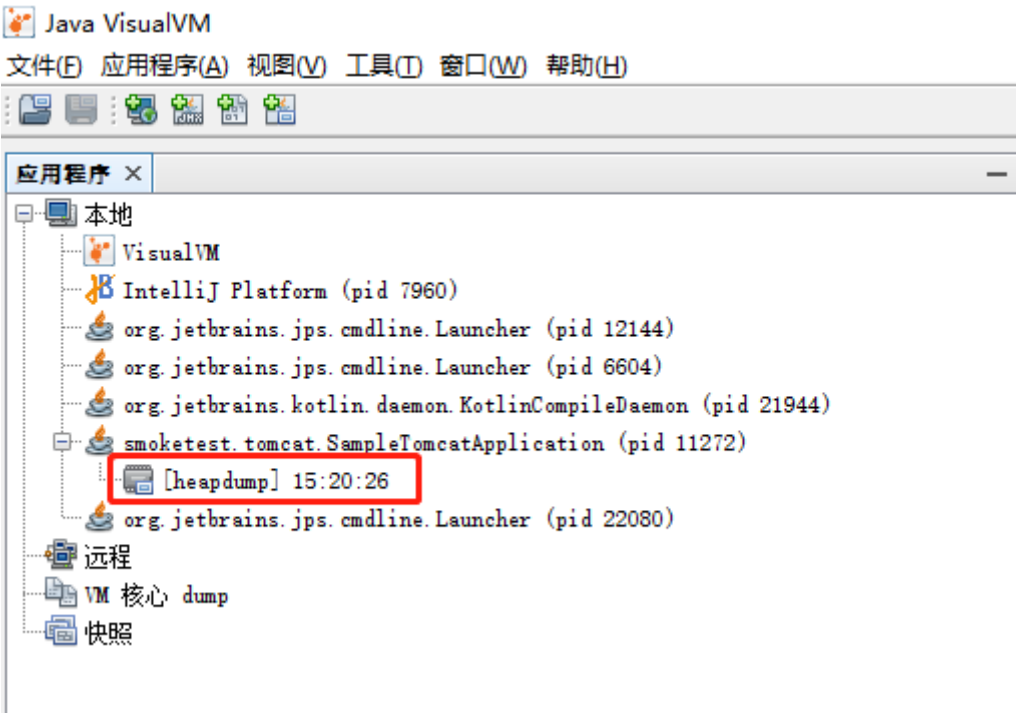 Java VisualVM
文件(F) 应用程序(A) 视图(V) 工具(T) 窗口(W) 帮助(H)
应用程序
本地
VisualVM
IntelliJ Platform (pid 7960)
org.jetbrains.jps.cmdline.Launcher (pid 12144)
org.jetbrains.jps.cmdline.Launcher (pid 6604)
org.jetbrains.kotlin.daemon.KotlinCompileDaemon (pid 21944)
smoketest.tomcat.SampleTomcatApplication (pid 11272)
[heapdump] 15:20:26
org.jetbrains.jps.cmdline.Launcher (pid 22080)
远程
VM 核心 dump
快照